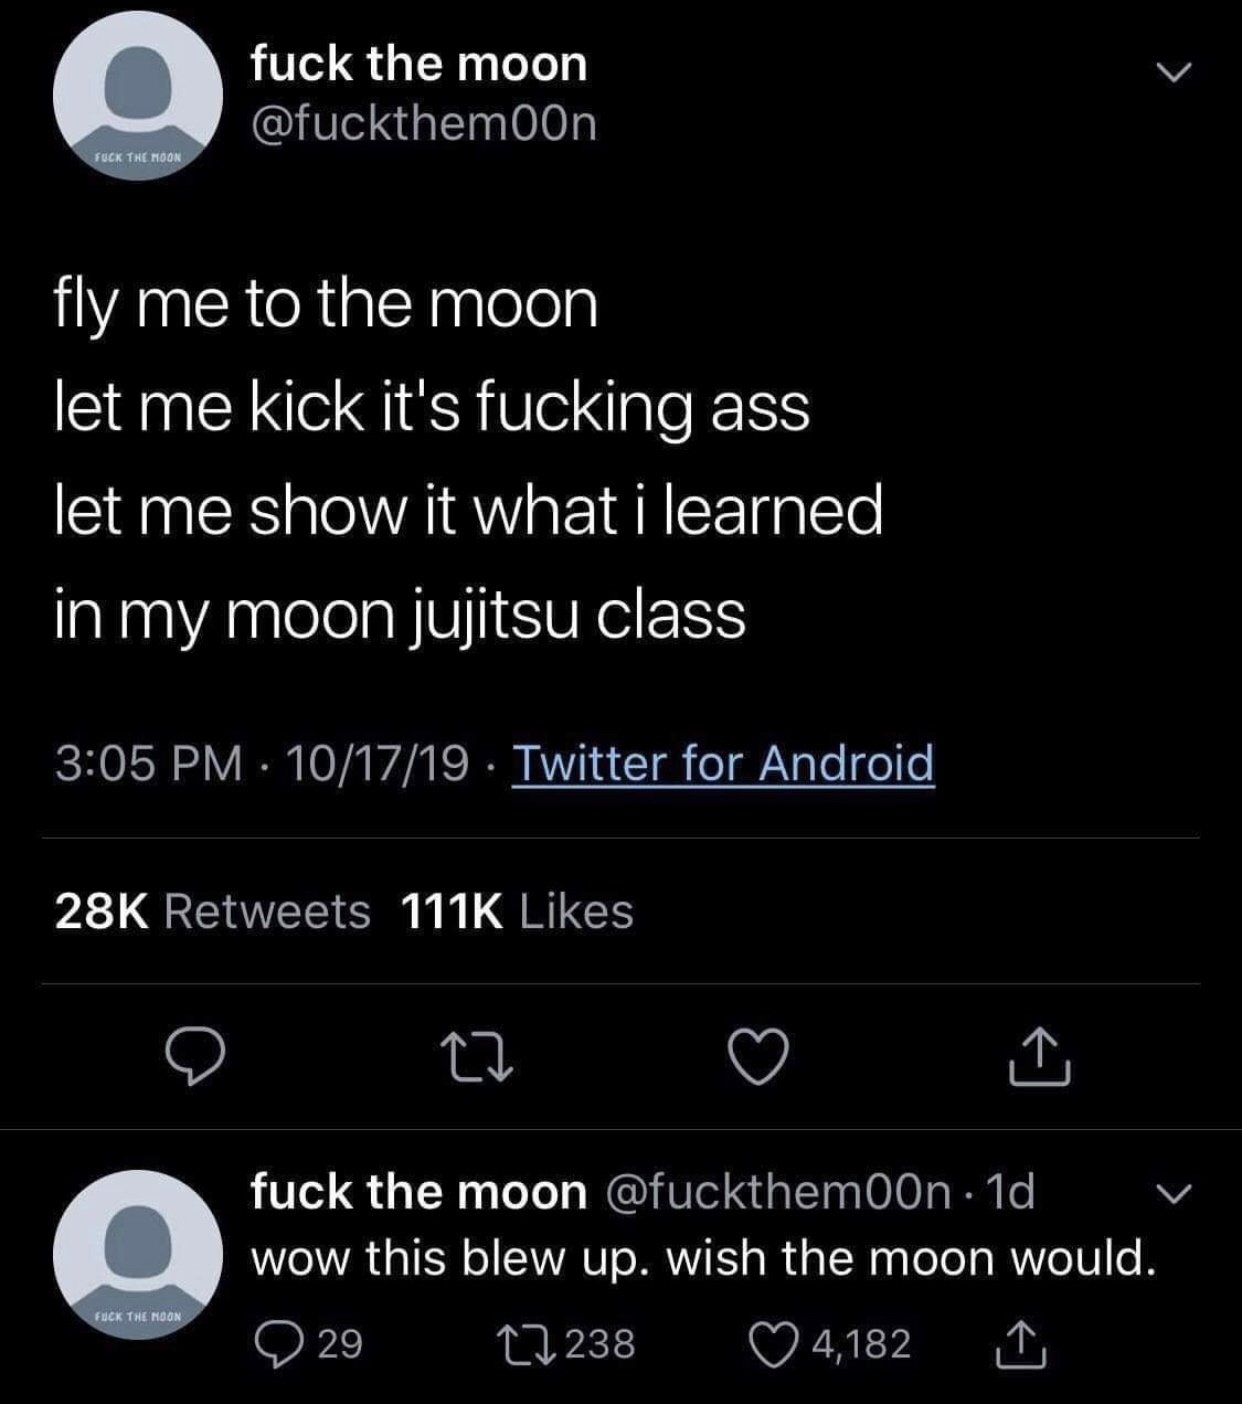 fuck the moon
@fuckthem00n
FUCK THE MOON
fly me to the moon
let me kick it's fucking ass
let me show it what i learned
in my moon jujitsu class
3:05 PM · 10/17/19 · Twitter for Android
28K Retweets 111K Likes
fuck the moon @fuckthem00n · 1d
wow this blew up. wish the moon would.
FUCK THE MOON
29 238 4,182